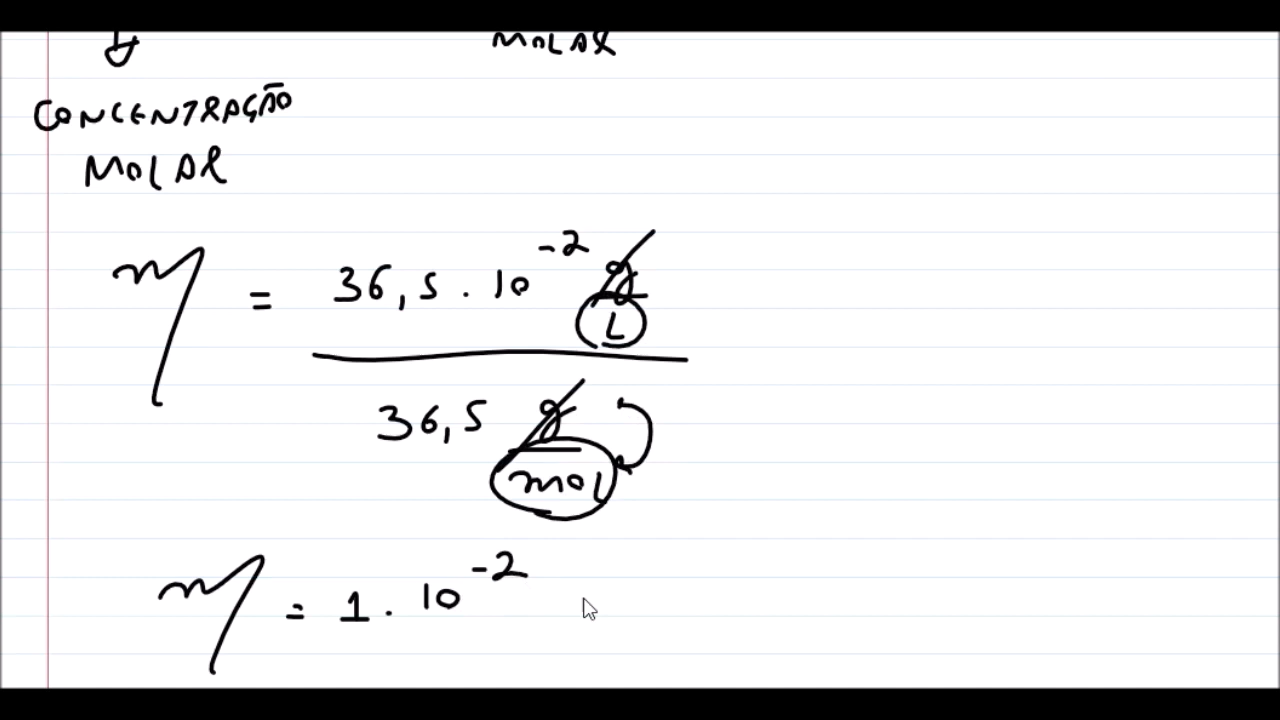 MOLAR
CONCENTRAÇÃO
MOLAR
η = 36,5 . 10⁻² g/L
36,5 g/mol
η = 1 . 10⁻²